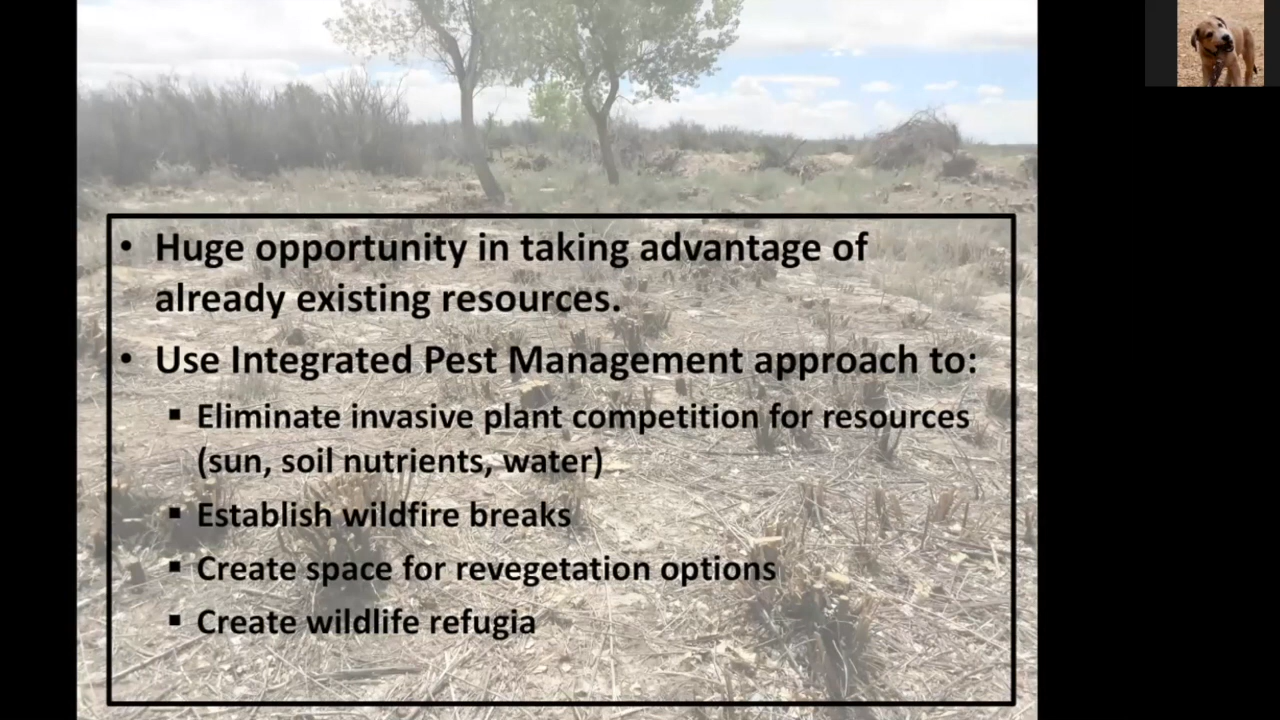 • Huge opportunity in taking advantage of
already existing resources.
• Use Integrated Pest Management approach to:
▪ Eliminate invasive plant competition for resources
(sun, soil nutrients, water)
▪ Establish wildfire breaks
▪ Create space for revegetation options
▪ Create wildlife refugia